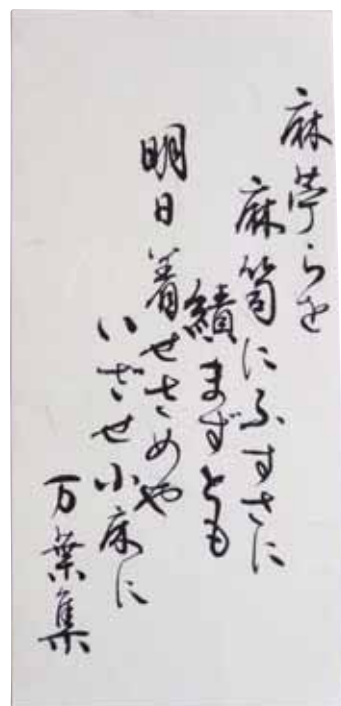 麻苧らを
麻笥にふすさに
績まずとも
明日着せさめや
いざせ小床に
万葉集